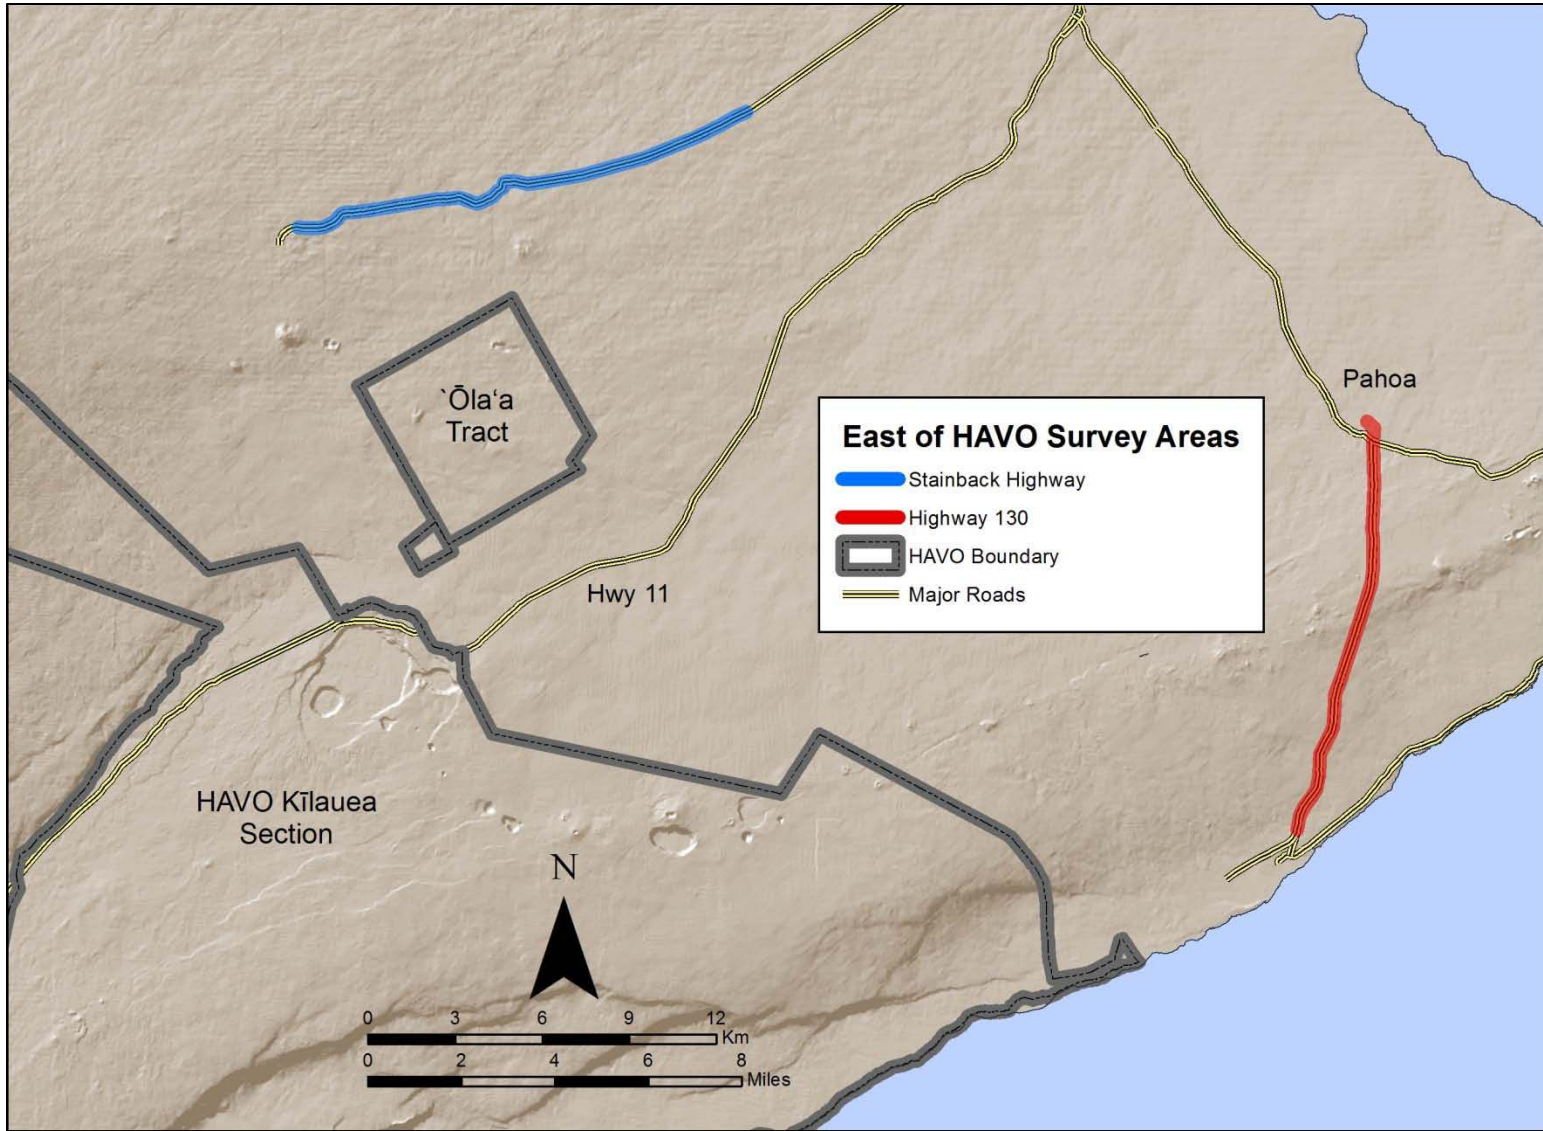 Pahoa
`Ōla‘a
Tract
East of HAVO Survey Areas
Stainback Highway
Highway 130
HAVO Boundary
Major Roads
Hwy 11
HAVO Kīlauea
Section
N
0 3 6 9 12
Km
0 2 4 6 8
Miles